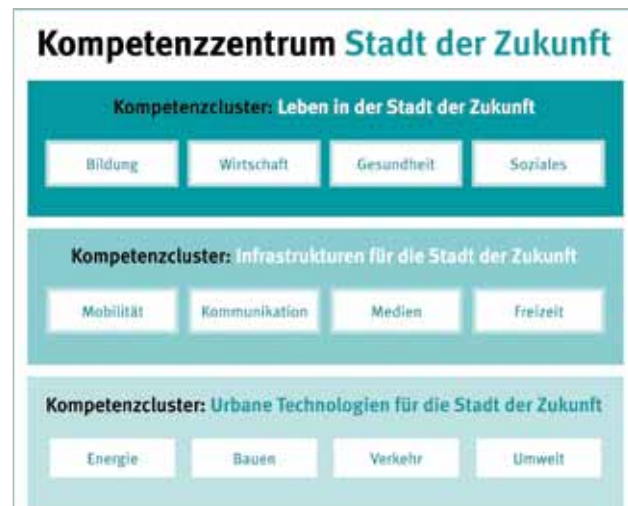 Kompetenzzentrum Stadt der Zukunft
Kompetenzcluster: Leben in der Stadt der Zukunft
Bildung Wirtschaft Gesundheit Soziales
Kompetenzcluster: Infrastrukturen für die Stadt der Zukunft
Mobilität Kommunikation Medien Freizeit
Kompetenzcluster: Urbane Technologien für die Stadt der Zukunft
Energie Bauen Verkehr Umwelt